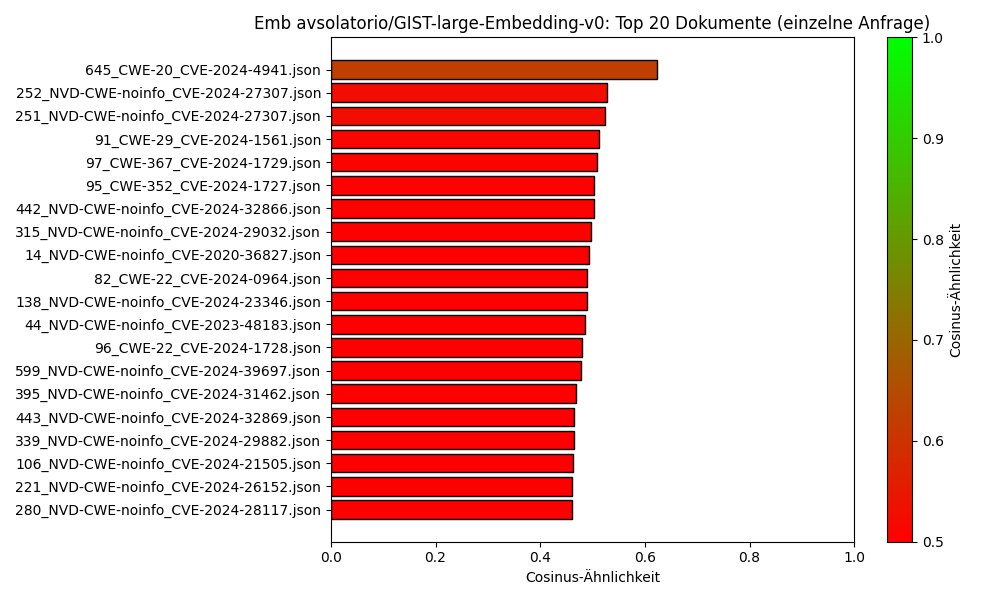 Emb avsolatorio/GIST-large-Embedding-v0: Top 20 Dokumente (einzelne Anfrage)
645_CWE-20_CVE-2024-4941.json
252_NVD-CWE-noinfo_CVE-2024-27307.json
251_NVD-CWE-noinfo_CVE-2024-27307.json
91_CWE-29_CVE-2024-1561.json
97_CWE-367_CVE-2024-1729.json
95_CWE-352_CVE-2024-1727.json
442_NVD-CWE-noinfo_CVE-2024-32866.json
315_NVD-CWE-noinfo_CVE-2024-29032.json
14_NVD-CWE-noinfo_CVE-2020-36827.json
82_CWE-22_CVE-2024-0964.json
138_NVD-CWE-noinfo_CVE-2024-23346.json
44_NVD-CWE-noinfo_CVE-2023-48183.json
96_CWE-22_CVE-2024-1728.json
599_NVD-CWE-noinfo_CVE-2024-39697.json
395_NVD-CWE-noinfo_CVE-2024-31462.json
443_NVD-CWE-noinfo_CVE-2024-32869.json
339_NVD-CWE-noinfo_CVE-2024-29882.json
106_NVD-CWE-noinfo_CVE-2024-21505.json
221_NVD-CWE-noinfo_CVE-2024-26152.json
280_NVD-CWE-noinfo_CVE-2024-28117.json
0.0 0.2 0.4 0.6 0.8 1.0
Cosinus-Ähnlichkeit
1.0
0.9
0.8
0.7
0.6
0.5
Cosinus-Ähnlichkeit